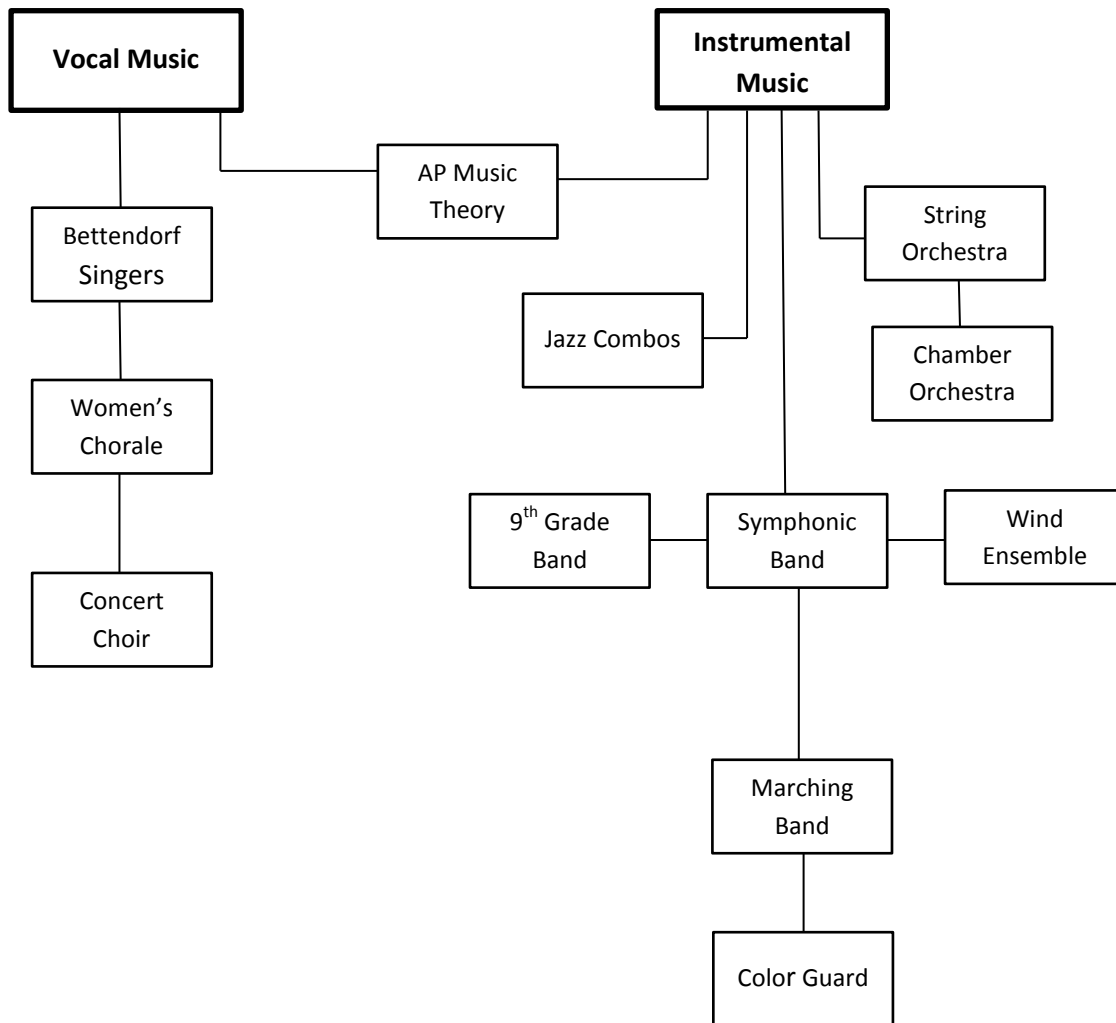 Vocal Music
Instrumental
Music
AP Music
Theory
Bettendorf
Singers
String
Orchestra
Jazz Combos
Chamber
Orchestra
Women’s
Chorale
9th Grade
Band
Symphonic
Band
Wind
Ensemble
Concert
Choir
Marching
Band
Color Guard